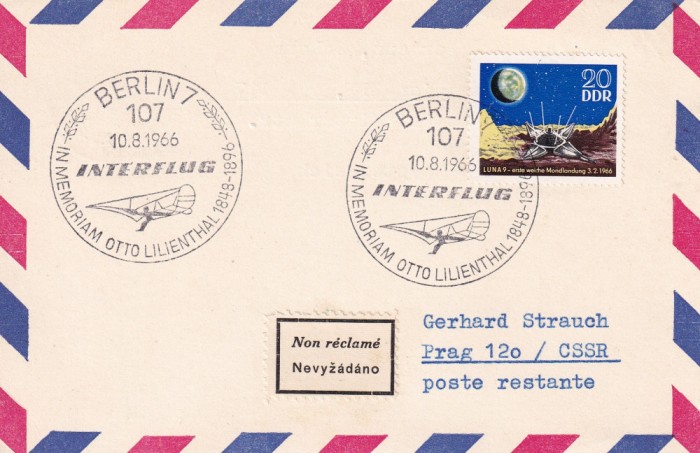 BERLIN 7
107
10.8.1966
INTERFLUG
IN MEMORIAM OTTO LILIENTHAL 1848-1896
BERLIN 7
107
10.8.1966
INTERFLUG
IN MEMORIAM OTTO LILIENTHAL 1848-1896
20
DDR
LUNA 9 - erste weiche Mondlandung 3.2.1966
Non réclamé
Nevyžádáno
Gerhard Strauch
Prag 12o / CSSR
poste restante